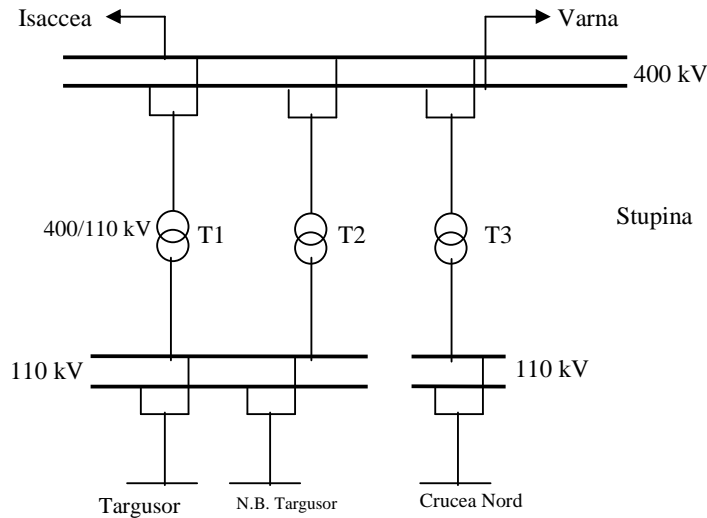 Isaccea
Varna
400 kV
Stupina
400/110 kV
T1
T2
T3
110 kV
110 kV
Targusor
N.B. Targusor
Crucea Nord